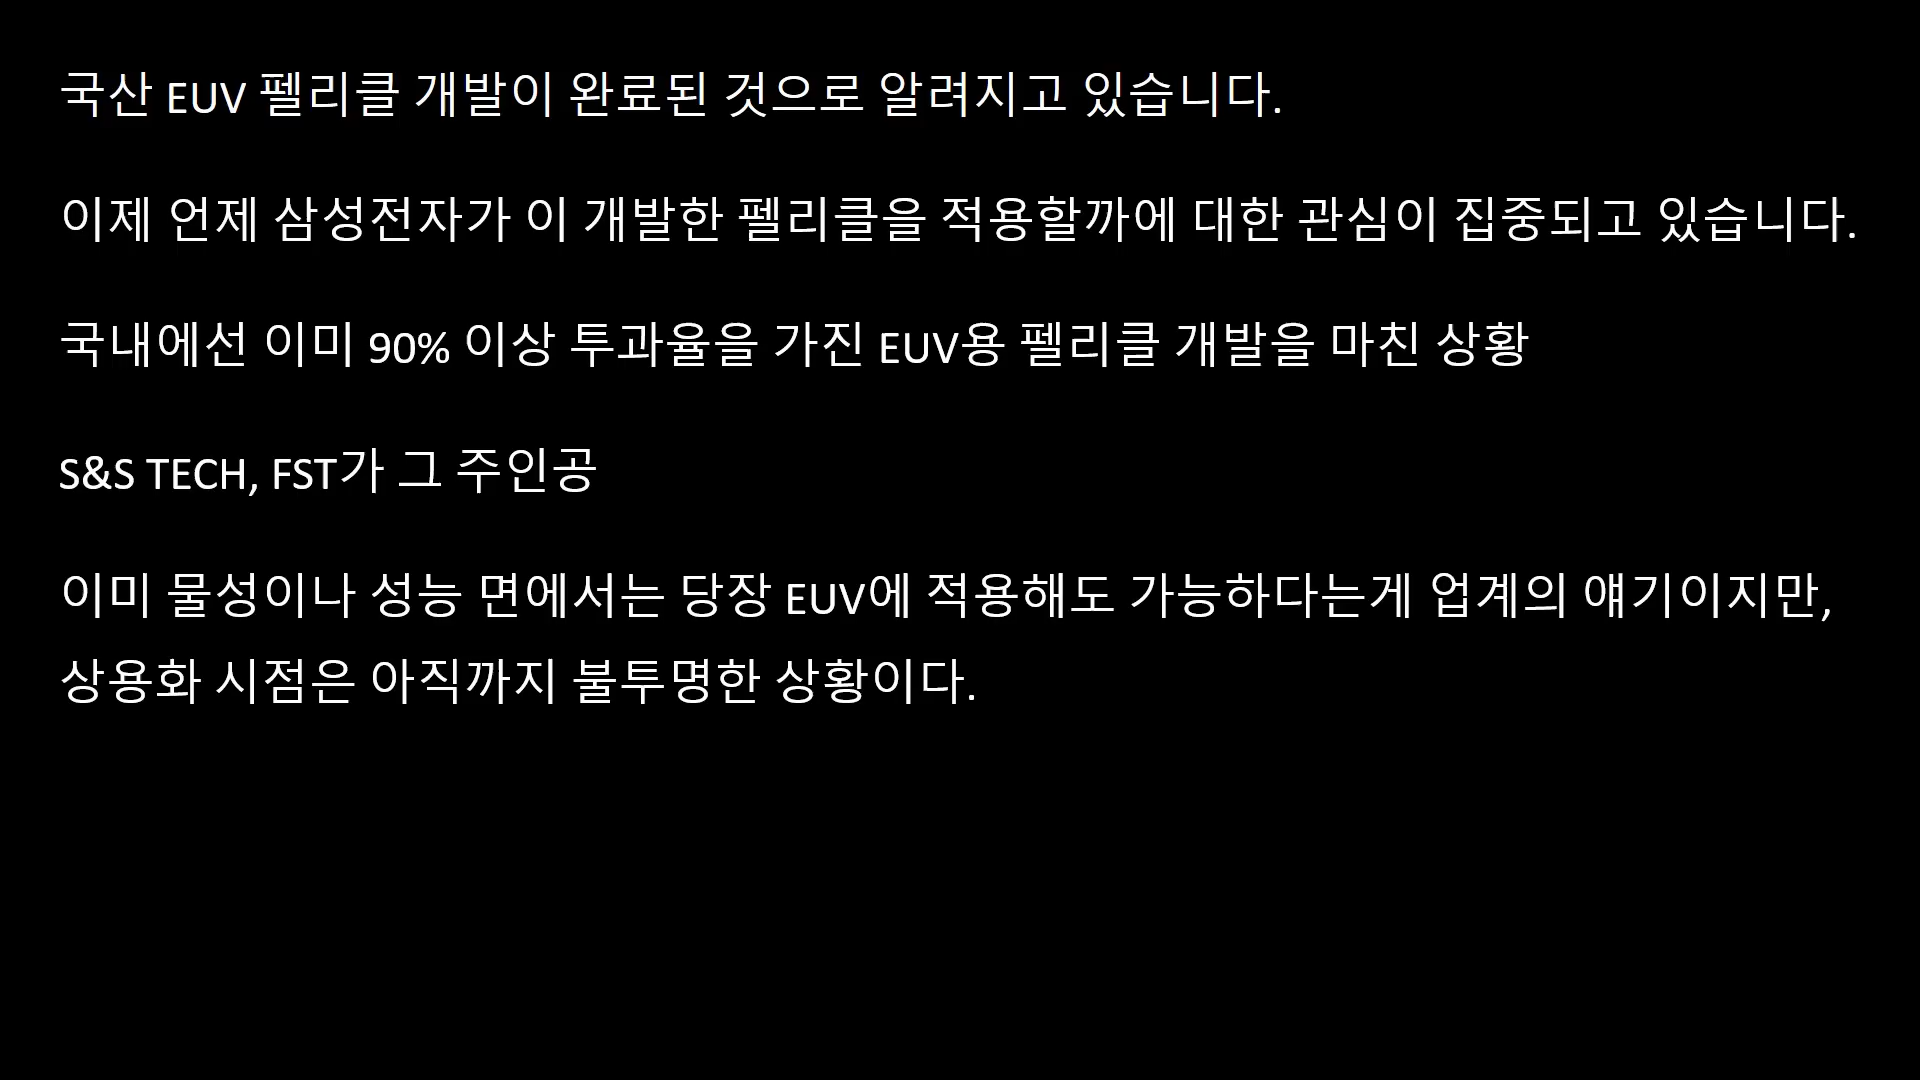 국산 EUV 펠리클 개발이 완료된 것으로 알려지고 있습니다.
이제 언제 삼성전자가 이 개발한 펠리클을 적용할까에 대한 관심이 집중되고 있습니다.
국내에선 이미 90% 이상 투과율을 가진 EUV용 펠리클 개발을 마친 상황
S&S TECH, FST가 그 주인공
이미 물성이나 성능 면에서는 당장 EUV에 적용해도 가능하다는게 업계의 얘기이지만,
상용화 시점은 아직까지 불투명한 상황이다.